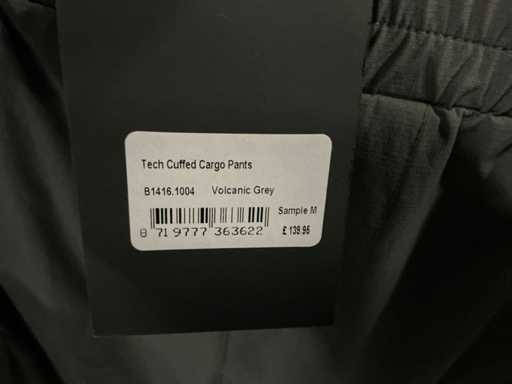 Tech Cuffed Cargo Pants
B1416.1004 Volcanic Grey
Sample M
8 719777 363622
£ 139.95